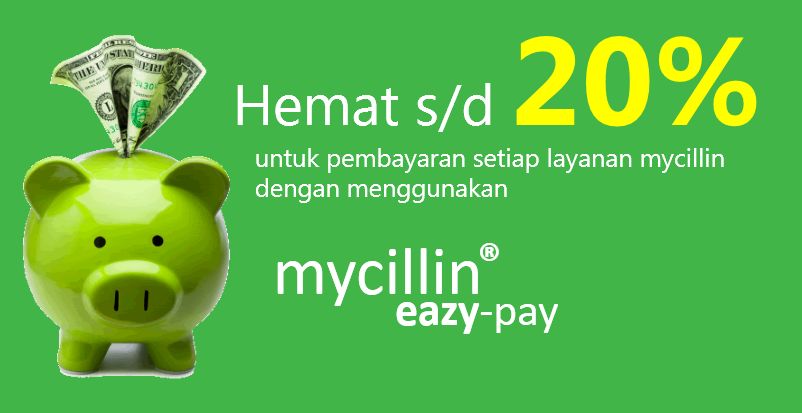 Hemat s/d 20%
untuk pembayaran setiap layanan mycillin
dengan menggunakan
mycillin®
eazy-pay